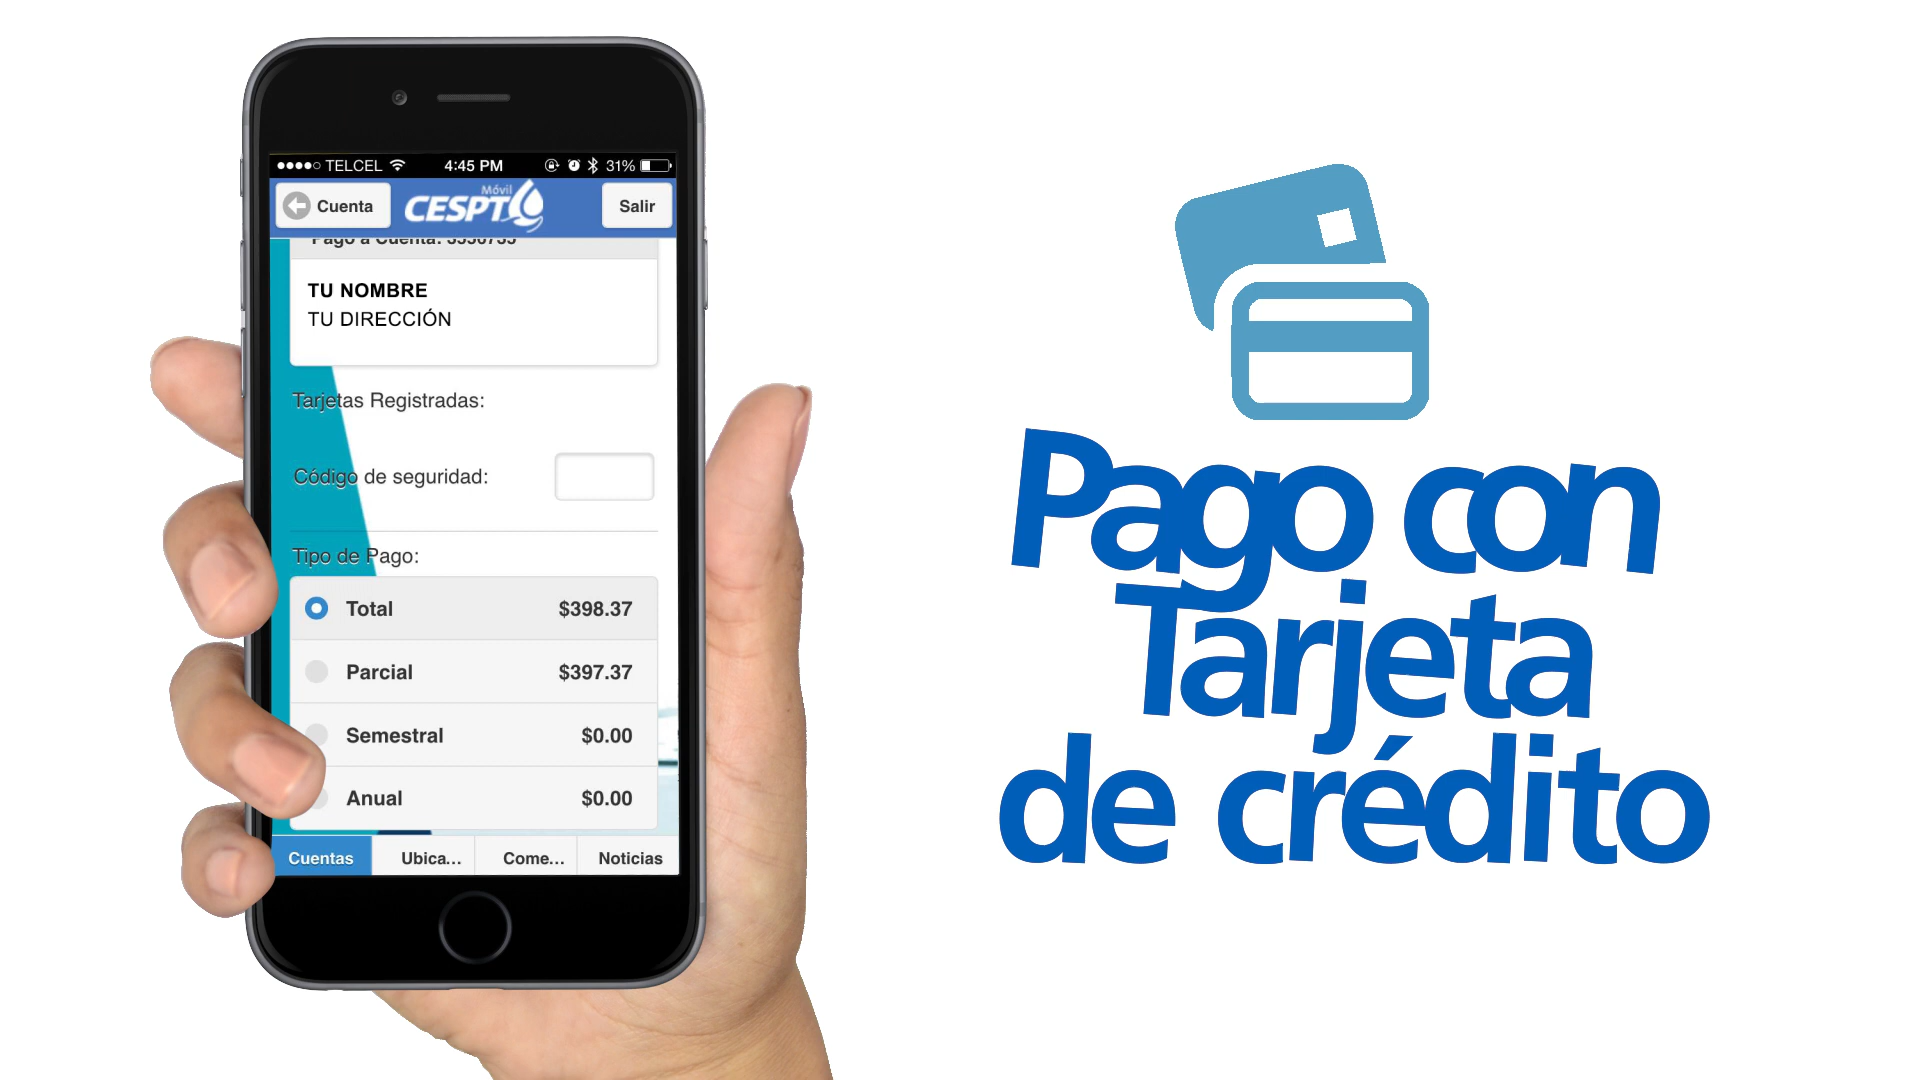 TELCEL 4:45 PM 31%
Cuenta
Móvil
CESPT
Salir
Pago a Cuenta:
TU NOMBRE
TU DIRECCIÓN
Tarjetas Registradas:
Código de seguridad:
Tipo de Pago:
Total $398.37
Parcial $397.37
Semestral $0.00
Anual $0.00
Cuentas Ubica... Come... Noticias
Pago con
Tarjeta
de crédito